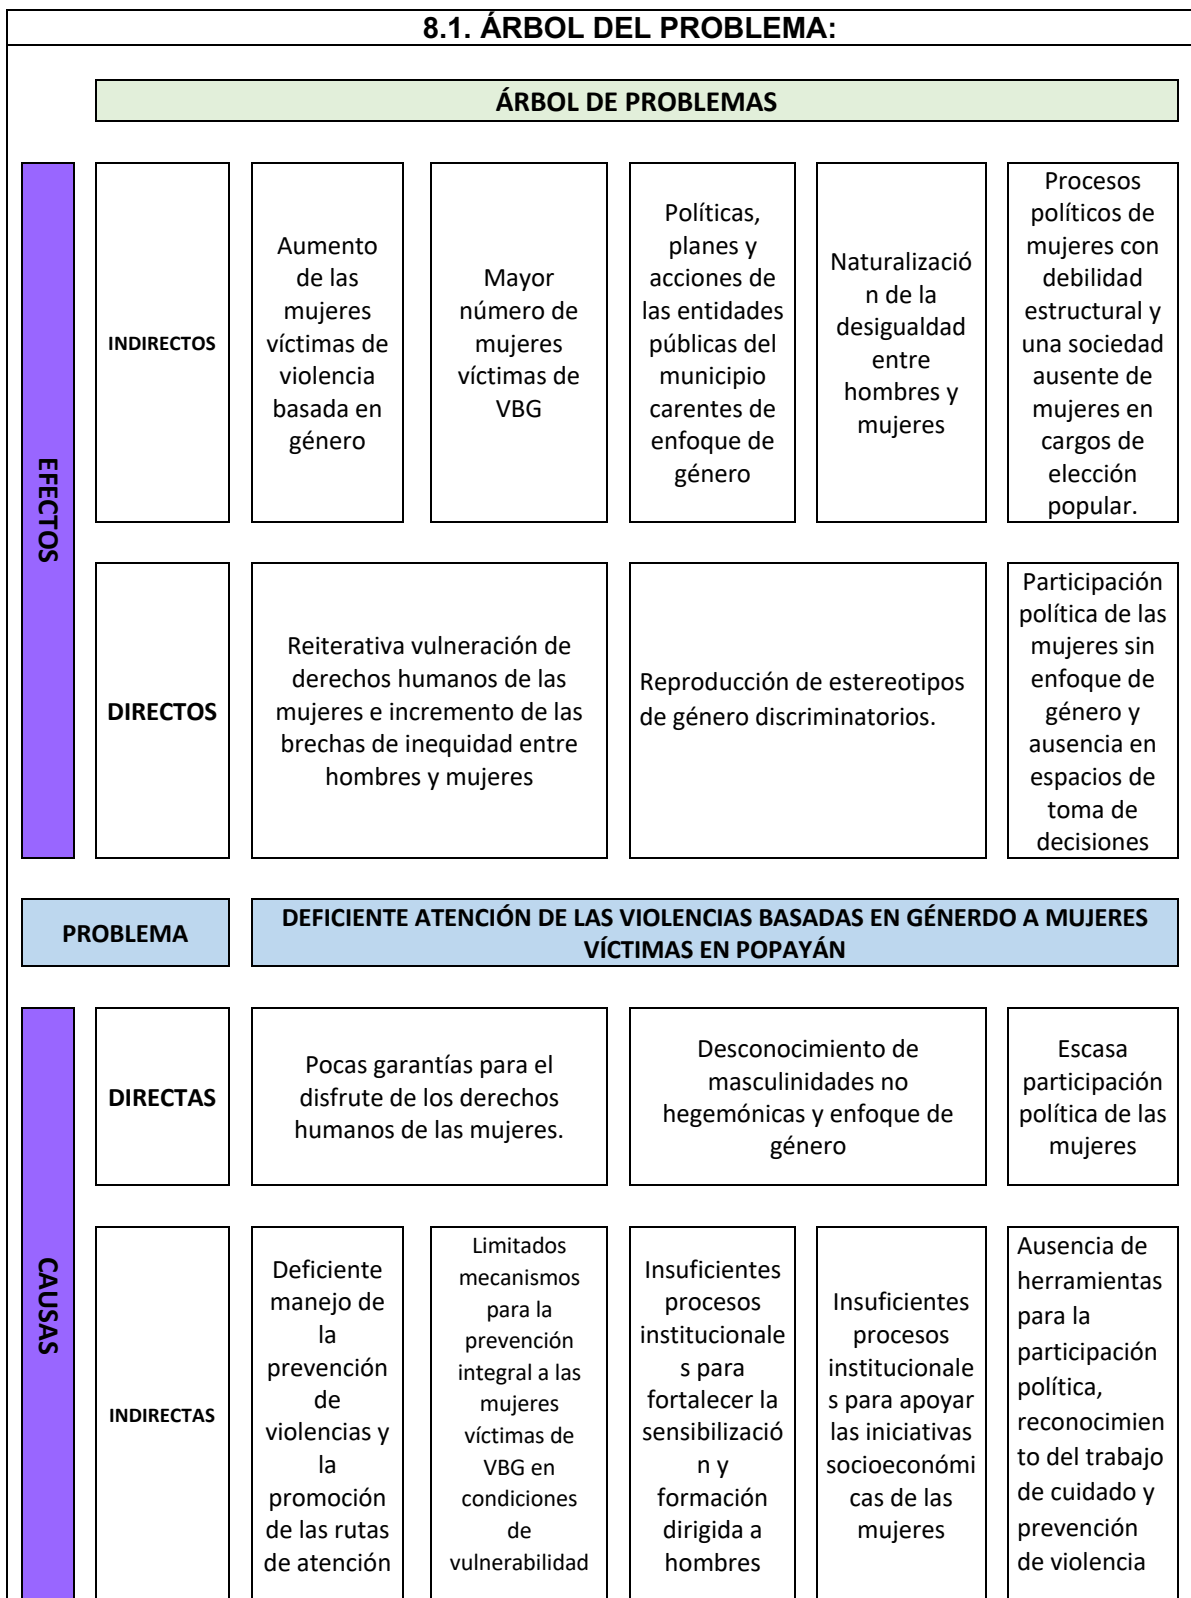 8.1. ÁRBOL DEL PROBLEMA:
ÁRBOL DE PROBLEMAS
EFECTOS
INDIRECTOS
Aumento
de las
mujeres
víctimas de
violencia
basada en
género
Mayor
número de
mujeres
víctimas de
VBG
Políticas,
planes y
acciones de
las entidades
públicas del
municipio
carentes de
enfoque de
género
Naturalizació
n de la
desigualdad
entre
hombres y
mujeres
Procesos
políticos de
mujeres con
debilidad
estructural y
una sociedad
ausente de
mujeres en
cargos de
elección
popular.
DIRECTOS
Reiterativa vulneración de
derechos humanos de las
mujeres e incremento de las
brechas de inequidad entre
hombres y mujeres
Reproducción de estereotipos
de género discriminatorios.
Participación
política de las
mujeres sin
enfoque de
género y
ausencia en
espacios de
toma de
decisiones
PROBLEMA
DEFICIENTE ATENCIÓN DE LAS VIOLENCIAS BASADAS EN GÉNERDO A MUJERES
VÍCTIMAS EN POPAYÁN
CAUSAS
DIRECTAS
Pocas garantías para el
disfrute de los derechos
humanos de las mujeres.
Desconocimiento de
masculinidades no
hegemónicas y enfoque de
género
Escasa
participación
política de las
mujeres
INDIRECTAS
Deficiente
manejo de
la
prevención
de
violencias y
la
promoción
de las rutas
de atención
Limitados
mecanismos
para la
prevención
integral a las
mujeres
víctimas de
VBG en
condiciones
de
vulnerabilidad
Insuficientes
procesos
institucionale
s para
fortalecer la
sensibilizació
n y
formación
dirigida a
hombres
Insuficientes
procesos
institucionale
s para apoyar
las iniciativas
socioeconómi
cas de las
mujeres
Ausencia de
herramientas
para la
participación
política,
reconocimien
to del trabajo
de cuidado y
prevención
de violencia